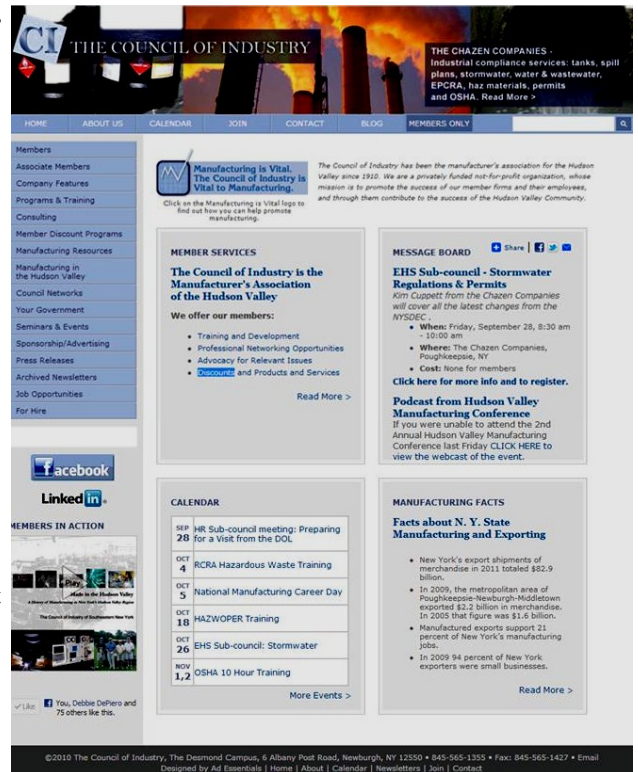 CI THE COUNCIL OF INDUSTRY
THE CHAZEN COMPANIES -
Industrial compliance services: tanks, spill
plans, stormwater, water & wastewater,
EPCRA, haz materials, permits
and OSHA. Read More >
HOME ABOUT US CALENDAR JOIN CONTACT BLOG MEMBERS ONLY
Members
Associate Members
Company Features
Programs & Training
Consulting
Member Discount Programs
Manufacturing Resources
Manufacturing in
the Hudson Valley
Council Networks
Your Government
Seminars & Events
Sponsorship/Advertising
Press Releases
Archived Newsletters
Job Opportunities
For Hire
facebook
Linked in
MEMBERS IN ACTION
Play
Made in the Hudson Valley
A History of Manufacturing in New York's Hudson Valley Region
The Council of Industry of Southeastern New York
Like
You, Debbie DePiero and
75 others like this.
Manufacturing is Vital.
The Council of Industry is
Vital to Manufacturing.
Click on the Manufacturing is Vital logo to
find out how you can help promote
manufacturing.
The Council of Industry has been the manufacturer's association for the Hudson
Valley since 1910. We are a privately funded not-for-profit organization, whose
mission is to promote the success of our member firms and their employees,
and through them contribute to the success of the Hudson Valley Community.
MEMBER SERVICES
The Council of Industry is the
Manufacturer's Association
of the Hudson Valley
We offer our members:
• Training and Development
• Professional Networking Opportunities
• Advocacy for Relevant Issues
• Discounts and Products and Services
Read More >
MESSAGE BOARD
Share
EHS Sub-council - Stormwater
Regulations & Permits
Kim Cuppett from the Chazen Companies
will cover all the latest changes from the
NYSDEC .
• When: Friday, September 28, 8:30 am
- 10:00 am
• Where: The Chazen Companies,
Poughkeepsie, NY
• Cost: None for members
Click here for more info and to register.
Podcast from Hudson Valley
Manufacturing Conference
If you were unable to attend the 2nd
Annual Hudson Valley Manufacturing
Conference last Friday CLICK HERE to
view the webcast of the event.
CALENDAR
SEP 28 HR Sub-council meeting: Preparing
for a Visit from the DOL
OCT 4 RCRA Hazardous Waste Training
OCT 5 National Manufacturing Career Day
OCT 18 HAZWOPER Training
OCT 26 EHS Sub-council: Stormwater
NOV 1,2 OSHA 10 Hour Training
More Events >
MANUFACTURING FACTS
Facts about N. Y. State
Manufacturing and Exporting
• New York's export shipments of
merchandise in 2011 totaled $82.9
billion.
• In 2009, the metropolitan area of
Poughkeepsie-Newburgh-Middletown
exported $2.2 billion in merchandise.
In 2005 that figure was $1.6 billion.
• Manufactured exports support 21
percent of New York's manufacturing
jobs.
• In 2009 94 percent of New York
exporters were small businesses.
Read More >
©2010 The Council of Industry, The Desmond Campus, 6 Albany Post Road, Newburgh, NY 12550 • 845-565-1355 • Fax: 845-565-1427 • Email
Designed by Ad Essentials | Home | About | Calendar | Newsletters | Join | Contact